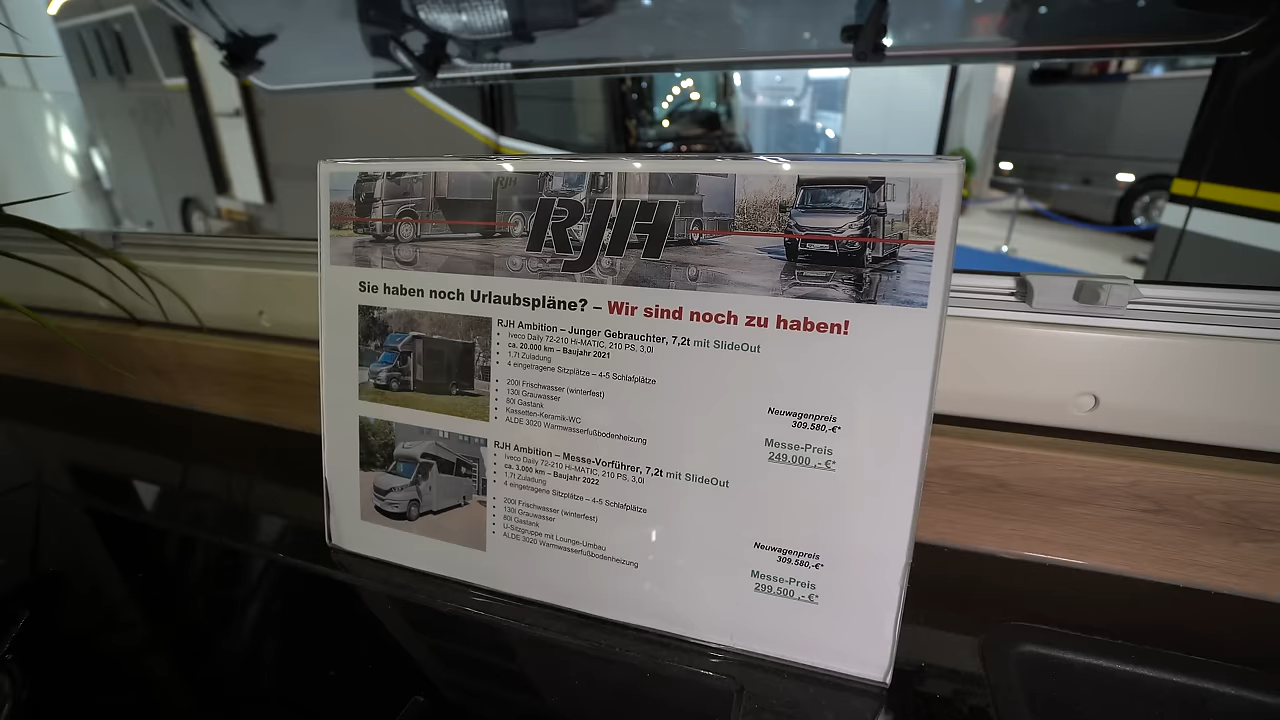 RJH
Sie haben noch Urlaubspläne? – Wir sind noch zu haben!
RJH Ambition – Junger Gebrauchter, 7,2t mit SlideOut
Iveco Daily 72-210 Hi-MATIC, 210 PS, 3,0l
ca. 20.000 km – Baujahr 2021
1,7t Zuladung
4 eingetragene Sitzplätze – 4-5 Schlafplätze
200l Frischwasser (winterfest)
130l Grauwasser
80l Gastank
Kassetten-Keramik-WC
ALDE 3020 Warmwasserfußbodenheizung
Neuwagenpreis
309.580,-€*
Messe-Preis
249.000 ,- €*
RJH Ambition – Messe-Vorführer, 7,2t mit SlideOut
Iveco Daily 72-210 Hi-MATIC, 210 PS, 3,0l
ca. 3.000 km – Baujahr 2022
1,7t Zuladung
4 eingetragene Sitzplätze – 4-5 Schlafplätze
200l Frischwasser (winterfest)
130l Grauwasser
80l Gastank
U-Sitzgruppe mit Lounge-Umbau
ALDE 3020 Warmwasserfußbodenheizung
Neuwagenpreis
309.580,-€*
Messe-Preis
299.500 ,- €*